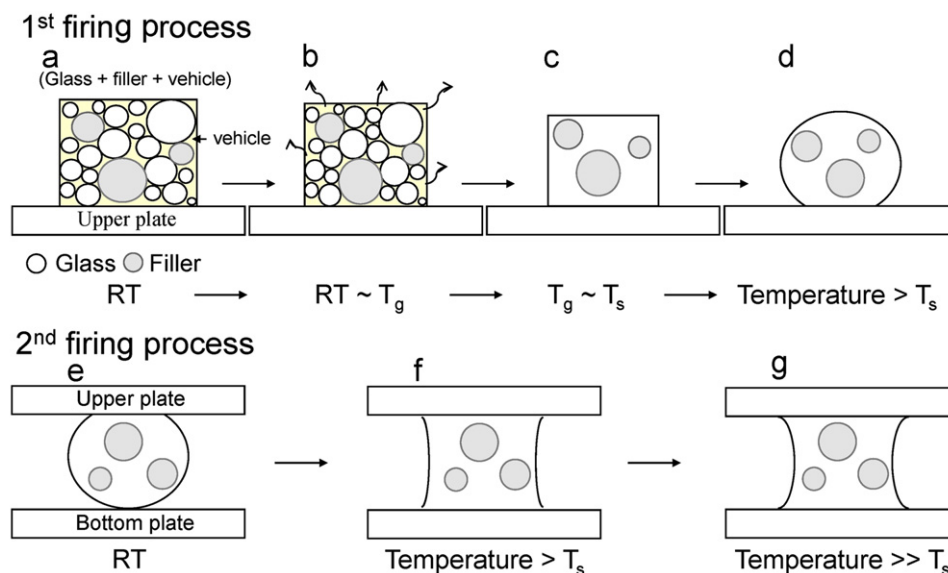 1st firing process
a
b
c
d
(Glass + filler + vehicle)
vehicle
Upper plate
Glass Filler
RT
RT ~ Tg
Tg ~ Ts
Temperature > Ts
2nd firing process
e
f
g
Upper plate
Bottom plate
RT
Temperature > Ts
Temperature >> Ts